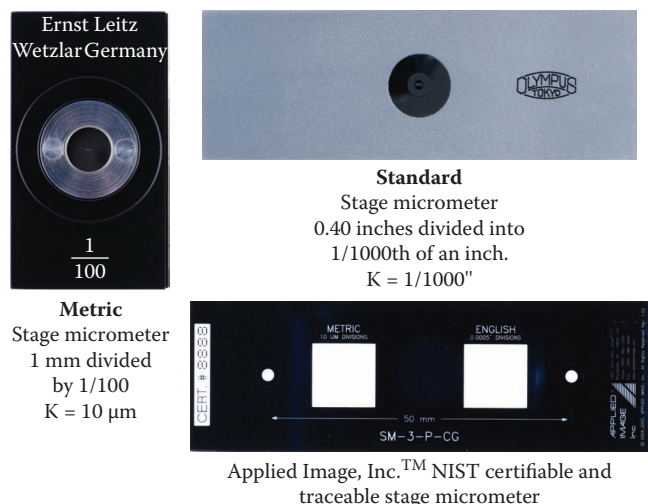 Ernst Leitz
Wetzlar Germany
1
100
Metric
Stage micrometer
1 mm divided
by 1/100
K = 10 μm
OLYMPUS
TOKYO
Standard
Stage micrometer
0.40 inches divided into
1/1000th of an inch.
K = 1/1000"
CERT. # 8888
METRIC
10 UM DIVISIONS
ENGLISH
0.0005" DIVISIONS
50 mm
SM-3-P-CG
APPLIED
IMAGE
Inc
Applied Image, Inc.™ NIST certifiable and
traceable stage micrometer